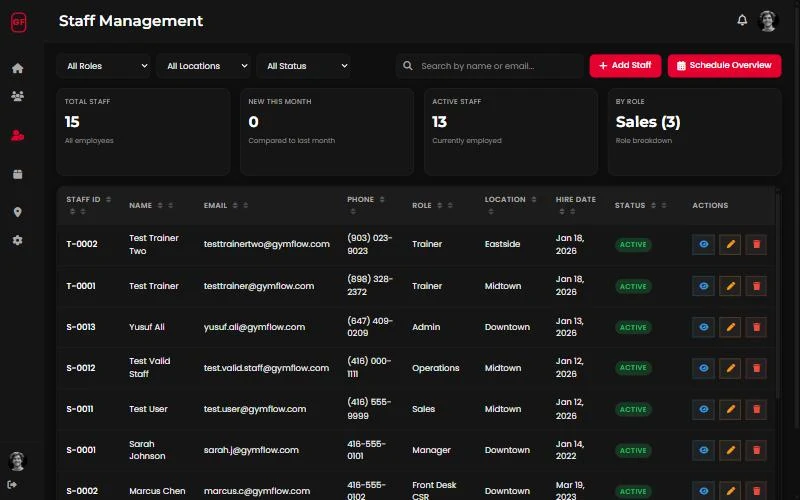 GF
Staff Management
All Roles
All Locations
All Status
Search by name or email...
+ Add Staff
Schedule Overview
TOTAL STAFF
15
All employees
NEW THIS MONTH
0
Compared to last month
ACTIVE STAFF
13
Currently employed
BY ROLE
Sales (3)
Role breakdown
STAFF ID NAME EMAIL PHONE ROLE LOCATION HIRE DATE STATUS ACTIONS
T-0002 Test Trainer Two testtrainertwo@gymflow.com (903) 023-9023 Trainer Eastside Jan 18, 2026 ACTIVE
T-0001 Test Trainer testtrainer@gymflow.com (898) 328-2372 Trainer Midtown Jan 18, 2026 ACTIVE
S-0013 Yusuf Ali yusuf.ali@gymflow.com (647) 409-0209 Admin Downtown Jan 13, 2026 ACTIVE
S-0012 Test Valid Staff test.valid.staff@gymflow.com (416) 000-1111 Operations Midtown Jan 12, 2026 ACTIVE
S-0011 Test User test.user@gymflow.com (416) 555-9999 Sales Midtown Jan 12, 2026 ACTIVE
S-0001 Sarah Johnson sarah.j@gymflow.com 416-555-0101 Manager Downtown Jan 14, 2022 ACTIVE
S-0002 Marcus Chen marcus.c@gymflow.com 416-555-0102 Front Desk CSR Downtown Mar 19, 2023 ACTIVE